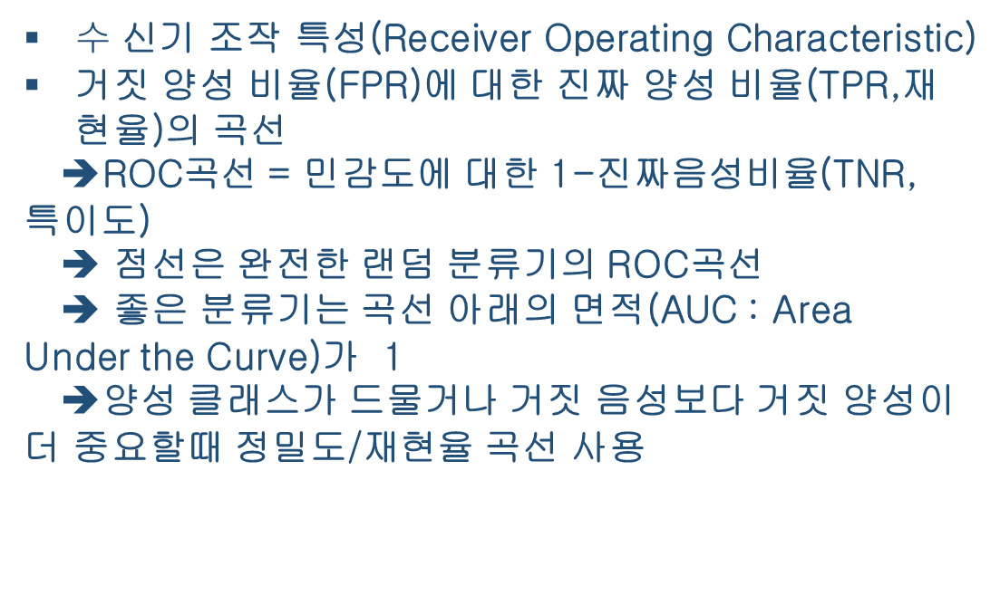 ▪ 수 신기 조작 특성(Receiver Operating Characteristic)
▪ 거짓 양성 비율(FPR)에 대한 진짜 양성 비율(TPR,재
현율)의 곡선
➔ROC곡선 = 민감도에 대한 1-진짜음성비율(TNR,
특이도)
➔ 점선은 완전한 랜덤 분류기의 ROC곡선
➔ 좋은 분류기는 곡선 아래의 면적(AUC : Area
Under the Curve)가 1
➔양성 클래스가 드물거나 거짓 음성보다 거짓 양성이
더 중요할때 정밀도/재현율 곡선 사용